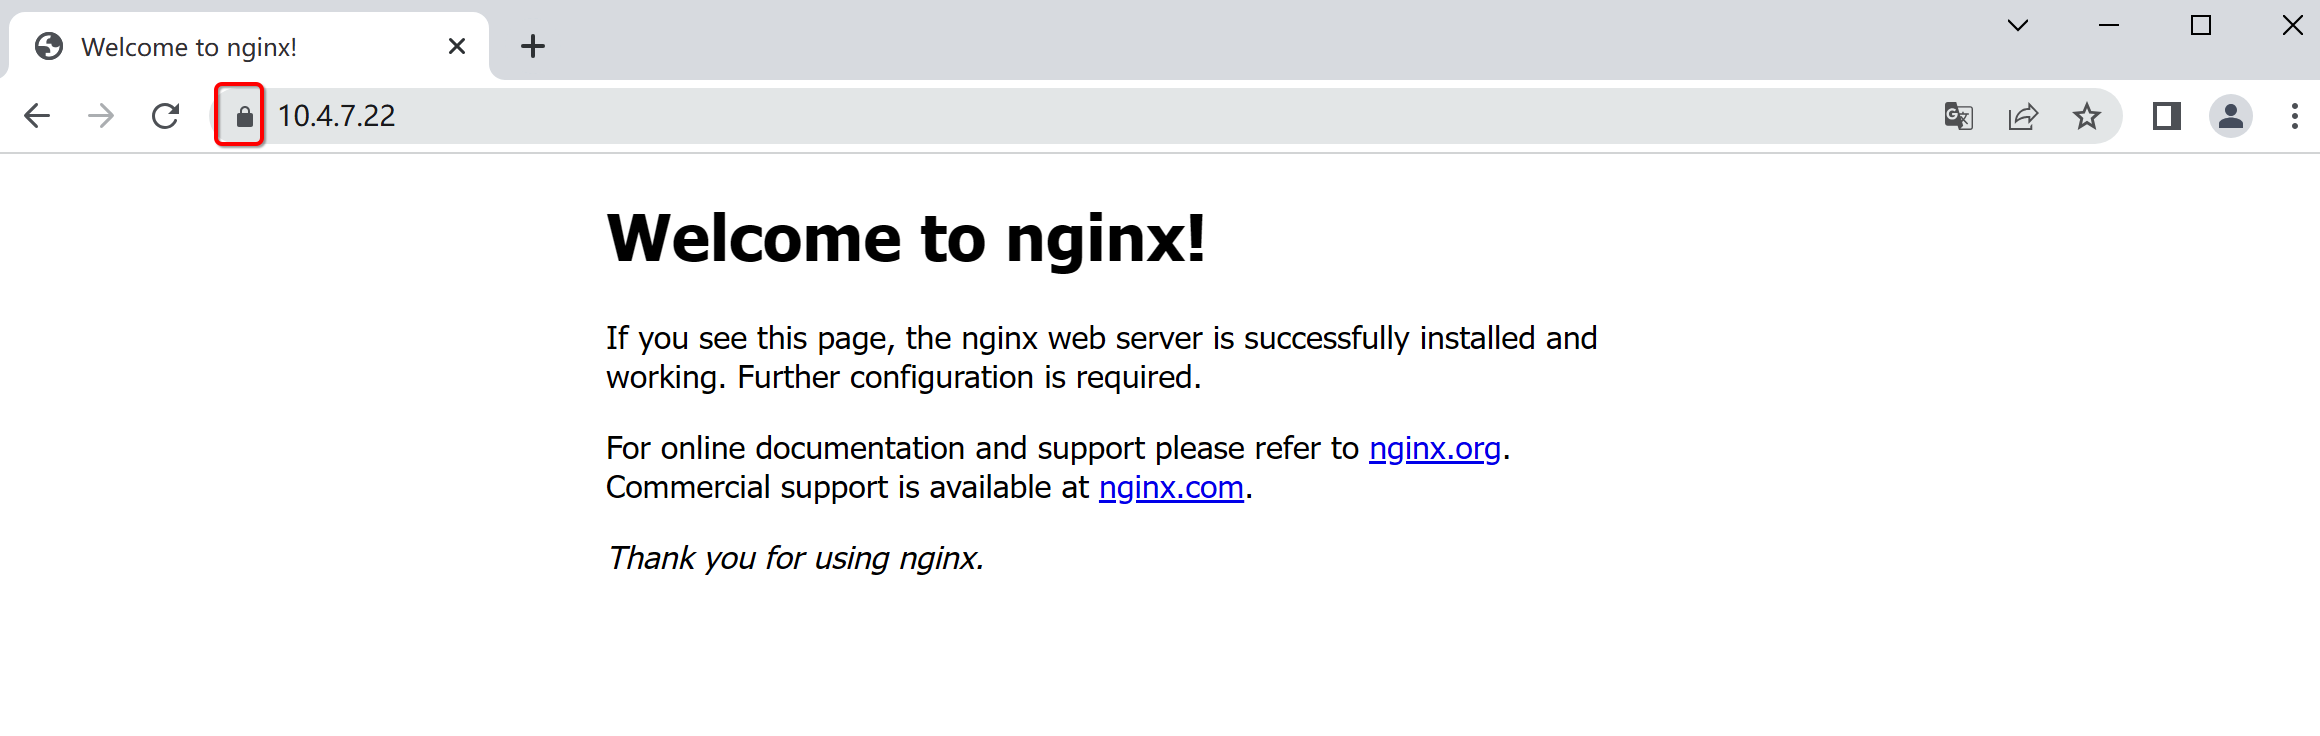 Welcome to nginx!
10.4.7.22
Welcome to nginx!
If you see this page, the nginx web server is successfully installed and
working. Further configuration is required.
For online documentation and support please refer to nginx.org.
Commercial support is available at nginx.com.
Thank you for using nginx.